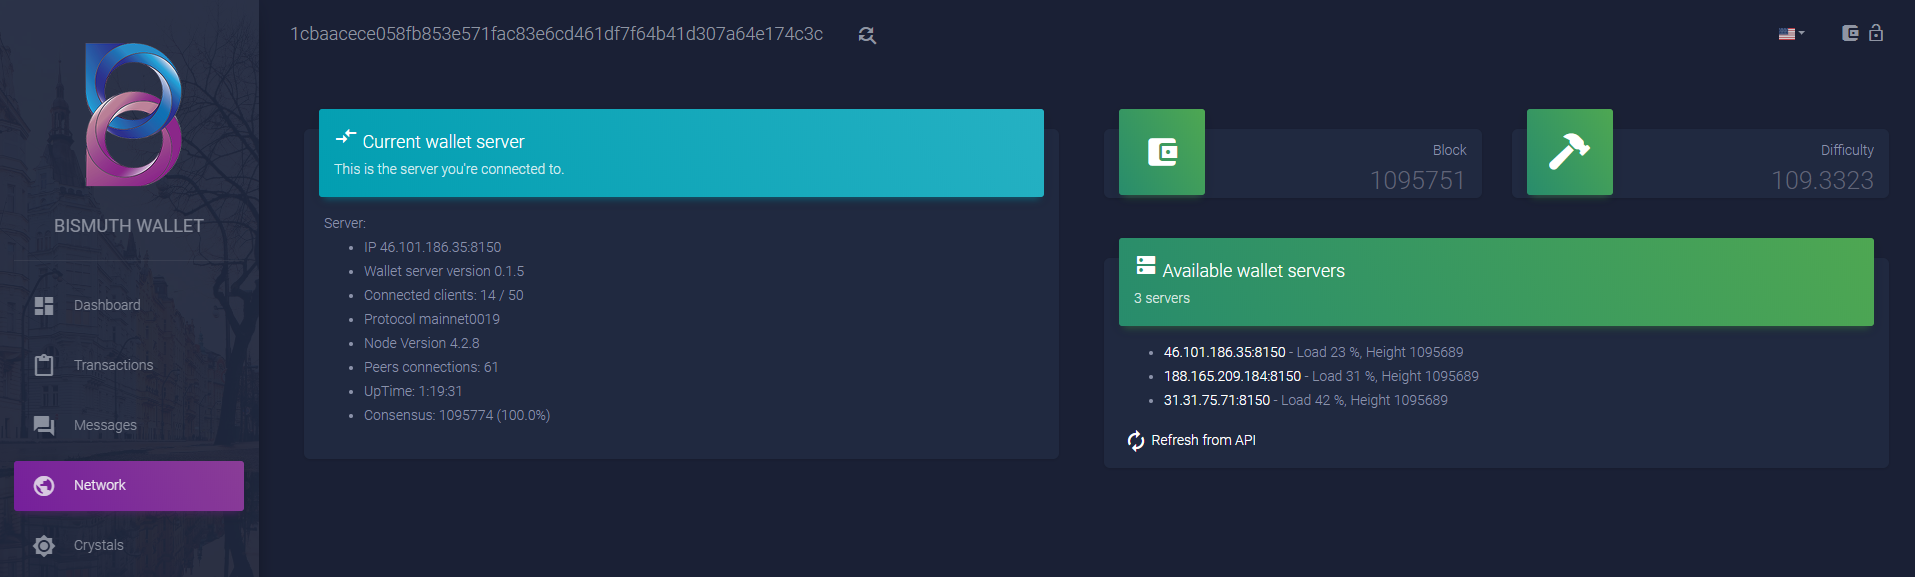 1cbaacece058fb853e571fac83e6cd461df7f64b41d307a64e174c3c
BISMUTH WALLET
Dashboard
Transactions
Messages
Network
Crystals
Current wallet server
This is the server you're connected to.
Server:
IP 46.101.186.35:8150
Wallet server version 0.1.5
Connected clients: 14 / 50
Protocol mainnet0019
Node Version 4.2.8
Peers connections: 61
UpTime: 1:19:31
Consensus: 1095774 (100.0%)
Block
1095751
Difficulty
109.3323
Available wallet servers
3 servers
46.101.186.35:8150 - Load 23 %, Height 1095689
188.165.209.184:8150 - Load 31 %, Height 1095689
31.31.75.71:8150 - Load 42 %, Height 1095689
Refresh from API